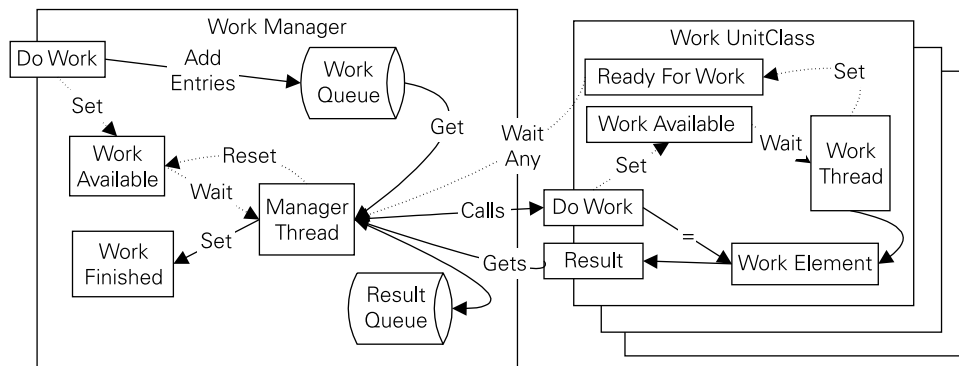 Work Manager
Do Work
Add
Entries
Work
Queue
Set
Get
Work
Available
Reset
Wait
Manager
Thread
Set
Work
Finished
Result
Queue
Wait
Any
Calls
Gets
Work UnitClass
Ready For Work
Set
Work Available
Wait
Work
Thread
Set
Do Work
=
Result
Work Element